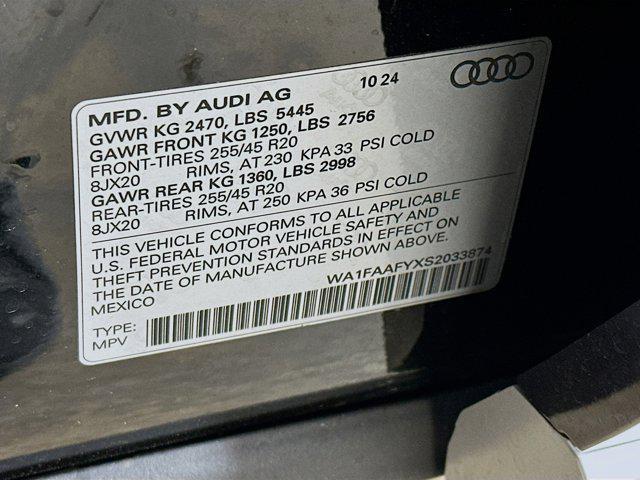 10 24
MFD. BY AUDI AG
GVWR KG 2470, LBS 5445
GAWR FRONT KG 1250, LBS 2756
FRONT-TIRES 255/45 R20
8JX20 RIMS, AT 230 KPA 33 PSI COLD
GAWR REAR KG 1360, LBS 2998
REAR-TIRES 255/45 R20
8JX20 RIMS, AT 250 KPA 36 PSI COLD
THIS VEHICLE CONFORMS TO ALL APPLICABLE
U.S. FEDERAL MOTOR VEHICLE SAFETY AND
THEFT PREVENTION STANDARDS IN EFFECT ON
THE DATE OF MANUFACTURE SHOWN ABOVE.
MEXICO
WA1FAAFYXS2033874
TYPE:
MPV